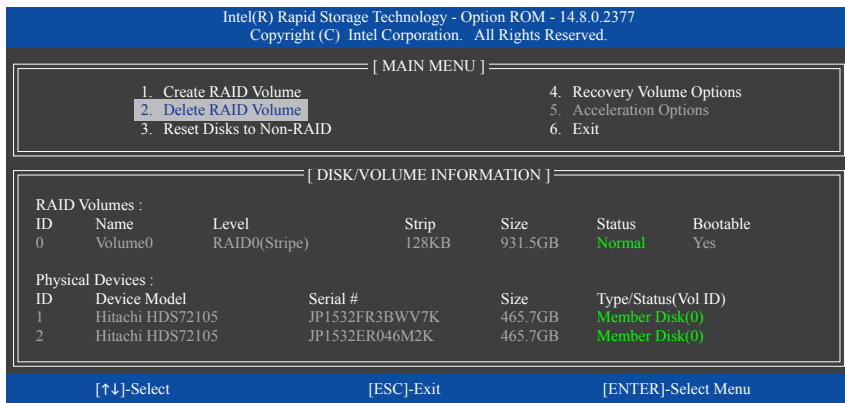 Intel(R) Rapid Storage Technology - Option ROM - 14.8.0.2377
Copyright (C) Intel Corporation. All Rights Reserved.
[ MAIN MENU ]
1. Create RAID Volume 4. Recovery Volume Options
2. Delete RAID Volume 5. Acceleration Options
3. Reset Disks to Non-RAID 6. Exit
[ DISK/VOLUME INFORMATION ]
RAID Volumes :
ID Name Level Strip Size Status Bootable
0 Volume0 RAID0(Stripe) 128KB 931.5GB Normal Yes
Physical Devices :
ID Device Model Serial # Size Type/Status(Vol ID)
1 Hitachi HDS72105 JP1532FR3BWV7K 465.7GB Member Disk(0)
2 Hitachi HDS72105 JP1532ER046M2K 465.7GB Member Disk(0)
[↑↓]-Select [ESC]-Exit [ENTER]-Select Menu